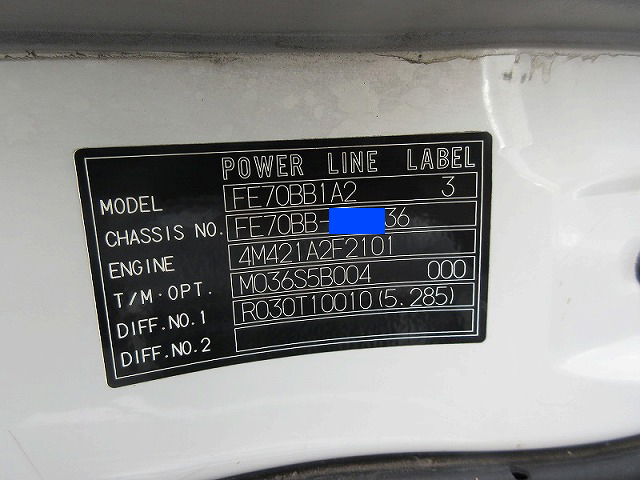 POWER LINE LABEL
MODEL FE70BB1A2 3
CHASSIS NO. FE70BB- 36
ENGINE 4M421A2F2101
T/M·OPT. M036S5B004 000
DIFF.NO.1 R030T10010(5.285)
DIFF.NO.2